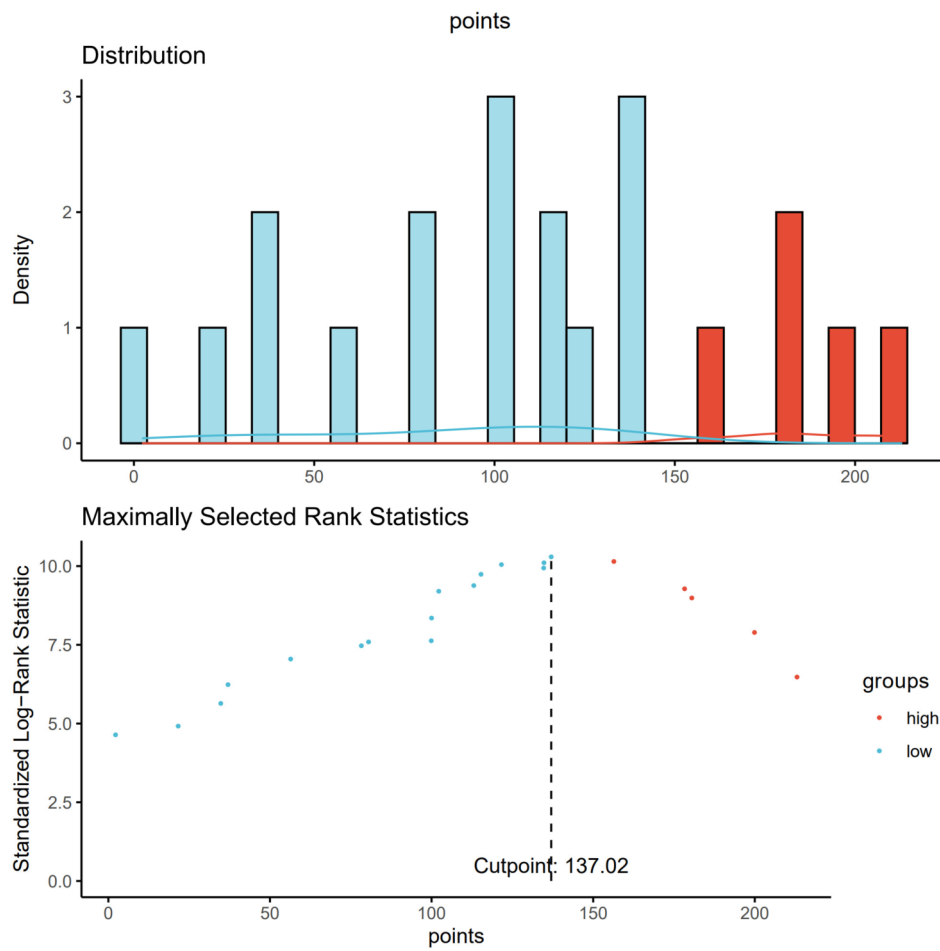 points
Distribution
Density
3
2
1
0
0 50 100 150 200
Maximally Selected Rank Statistics
Standardized Log−Rank Statistic
10.0
7.5
5.0
2.5
0.0
Cutpoint: 137.02
0 50 100 150 200
points
groups
high
low